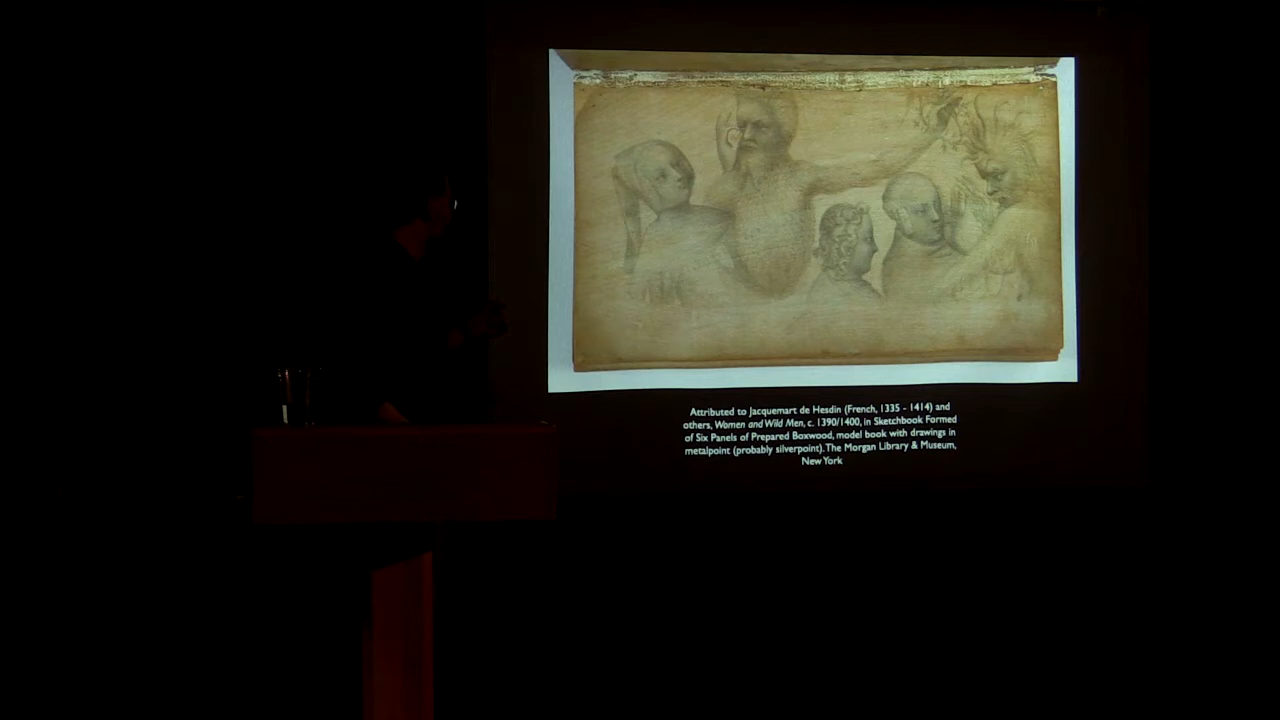 Attributed to Jacquemart de Hesdin (French, 1335 - 1414) and
others, Women and Wild Men, c. 1390/1400, in Sketchbook Formed
of Six Panels of Prepared Boxwood, model book with drawings in
metalpoint (probably silverpoint). The Morgan Library & Museum,
New York